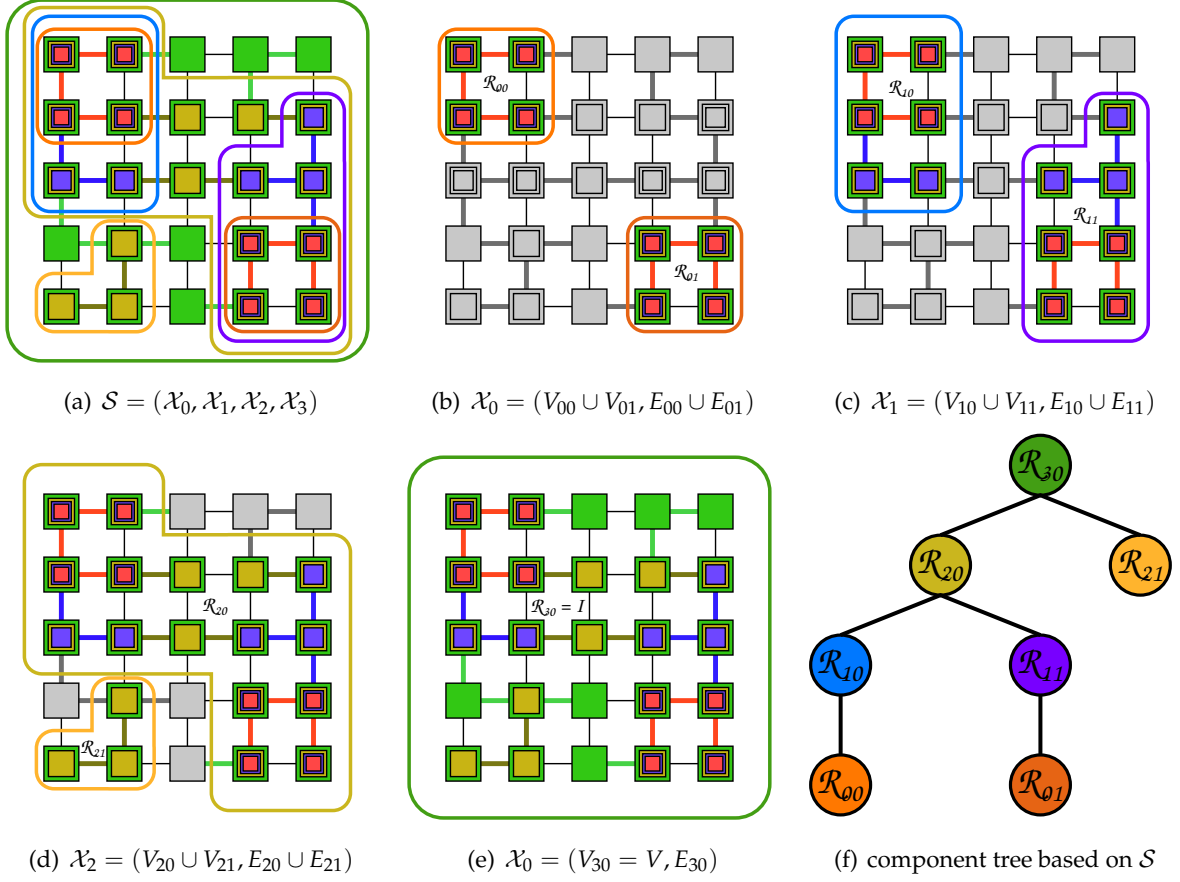 R₀₀
R₀₁
R₁₀
R₁₁
(a) S = (X₀, X₁, X₂, X₃)
(b) X₀ = (V₀₀ ∪ V₀₁, E₀₀ ∪ E₀₁)
(c) X₁ = (V₁₀ ∪ V₁₁, E₁₀ ∪ E₁₁)
R₂₀
R₂₁
R₃₀ = I
R₃₀
R₂₀
R₂₁
R₁₀
R₁₁
R₀₀
R₀₁
(d) X₂ = (V₂₀ ∪ V₂₁, E₂₀ ∪ E₂₁)
(e) X₀ = (V₃₀ = V, E₃₀)
(f) component tree based on S